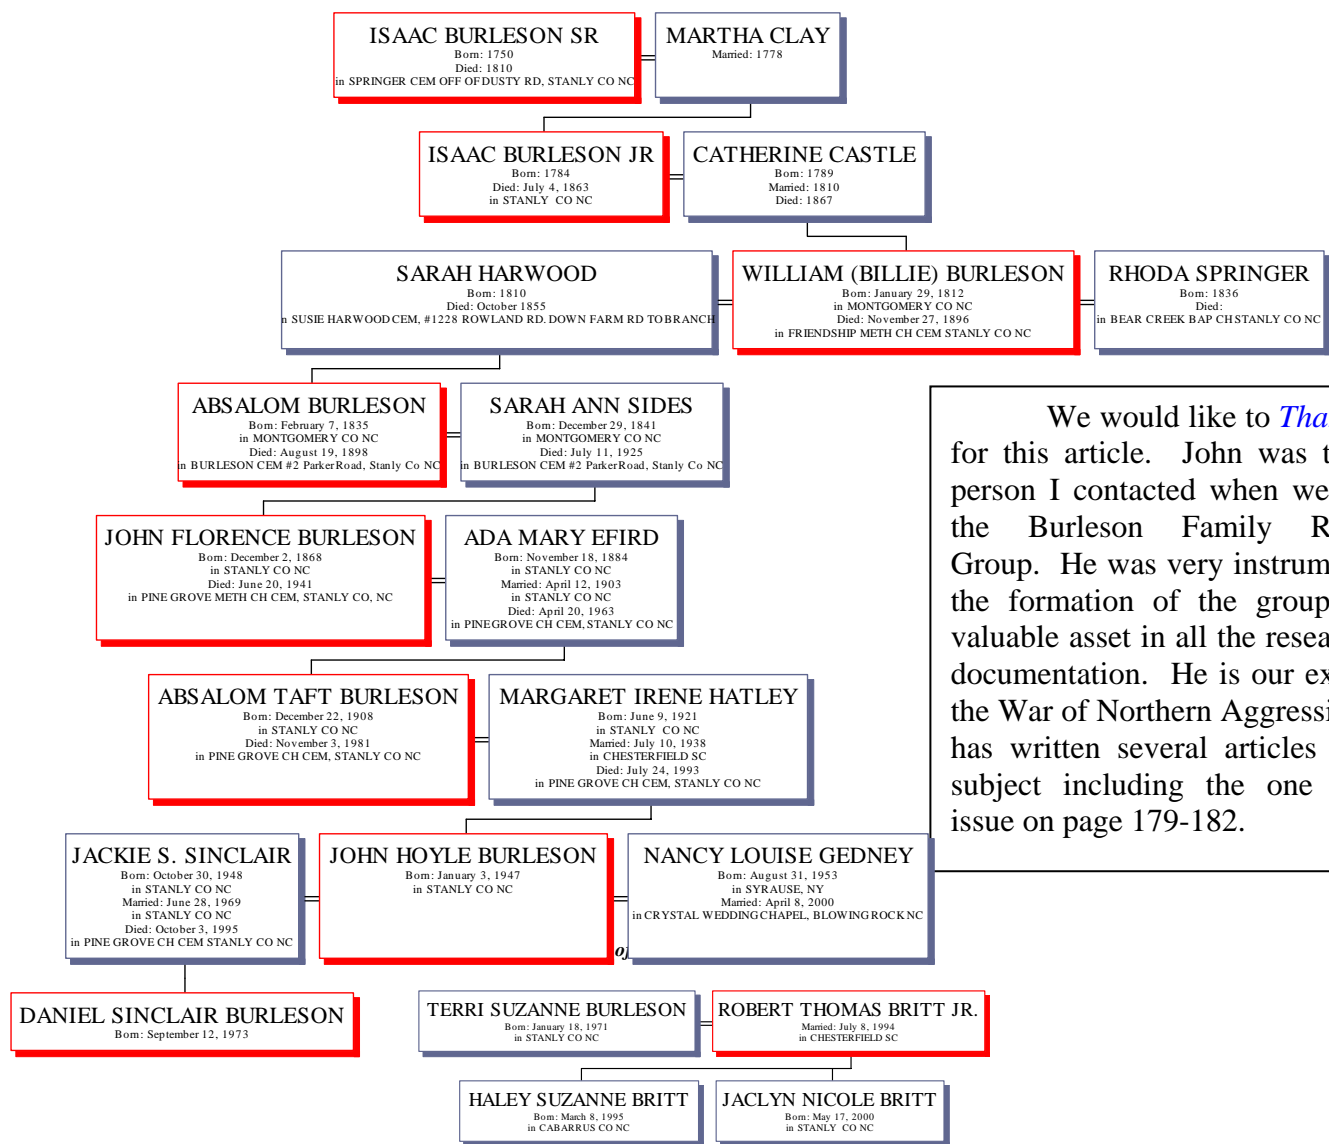 ISAAC BURLESON SR
Born: 1750
Died: 1810
in SPRINGER CEM OFF OF DUSTY RD, STANLY CO NC
MARTHA CLAY
Married: 1778
ISAAC BURLESON JR
Born: 1784
Died: July 4, 1863
in STANLY CO NC
CATHERINE CASTLE
Born: 1789
Married: 1810
Died: 1867
SARAH HARWOOD
Born: 1810
Died: October 1855
n SUSIE HARWOOD CEM, #1228 ROWLAND RD. DOWN FARM RD TO BRANCH
WILLIAM (BILLIE) BURLESON
Born: January 29, 1812
in MONTGOMERY CO NC
Died: November 27, 1896
in FRIENDSHIP METH CH CEM STANLY CO NC
RHODA SPRINGER
Born: 1836
Died:
in BEAR CREEK BAP CH STANLY CO NC
ABSALOM BURLESON
Born: February 7, 1835
in MONTGOMERY CO NC
Died: August 19, 1898
in BURLESON CEM #2 Parker Road, Stanly Co NC
SARAH ANN SIDES
Born: December 29, 1841
in MONTGOMERY CO NC
Died: July 11, 1925
in BURLESON CEM #2 Parker Road, Stanly Co NC
JOHN FLORENCE BURLESON
Born: December 2, 1868
in STANLY CO NC
Died: June 20, 1941
in PINE GROVE METH CH CEM, STANLY CO, NC
ADA MARY EFIRD
Born: November 18, 1884
in STANLY CO NC
Married: April 12, 1903
in STANLY CO NC
Died: April 20, 1963
in PINE GROVE CH CEM, STANLY CO NC
ABSALOM TAFT BURLESON
Born: December 22, 1908
in STANLY CO NC
Died: November 3, 1981
in PINE GROVE CH CEM, STANLY CO NC
MARGARET IRENE HATLEY
Born: June 9, 1921
in STANLY CO NC
Married: July 10, 1938
in CHESTERFIELD SC
Died: July 24, 1993
in PINE GROVE CH CEM, STANLY CO NC
We would like to Tha
for this article. John was t
person I contacted when we
the Burleson Family R
Group. He was very instrum
the formation of the group
valuable asset in all the resea
documentation. He is our ex
the War of Northern Aggressi
has written several articles
subject including the one
issue on page 179-182.
JACKIE S. SINCLAIR
Born: October 30, 1948
in STANLY CO NC
Married: June 28, 1969
in STANLY CO NC
Died: October 3, 1995
in PINE GROVE CH CEM STANLY CO NC
JOHN HOYLE BURLESON
Born: January 3, 1947
in STANLY CO NC
NANCY LOUISE GEDNEY
Born: August 31, 1953
in SYRAUSE, NY
Married: April 8, 2000
in CRYSTAL WEDDING CHAPEL, BLOWING ROCK NC
of
DANIEL SINCLAIR BURLESON
Born: September 12, 1973
TERRI SUZANNE BURLESON
Born: January 18, 1971
in STANLY CO NC
ROBERT THOMAS BRITT JR.
Married: July 8, 1994
in CHESTERFIELD SC
HALEY SUZANNE BRITT
Born: March 8, 1995
in CABARRUS CO NC
JACLYN NICOLE BRITT
Born: May 17, 2000
in STANLY CO NC